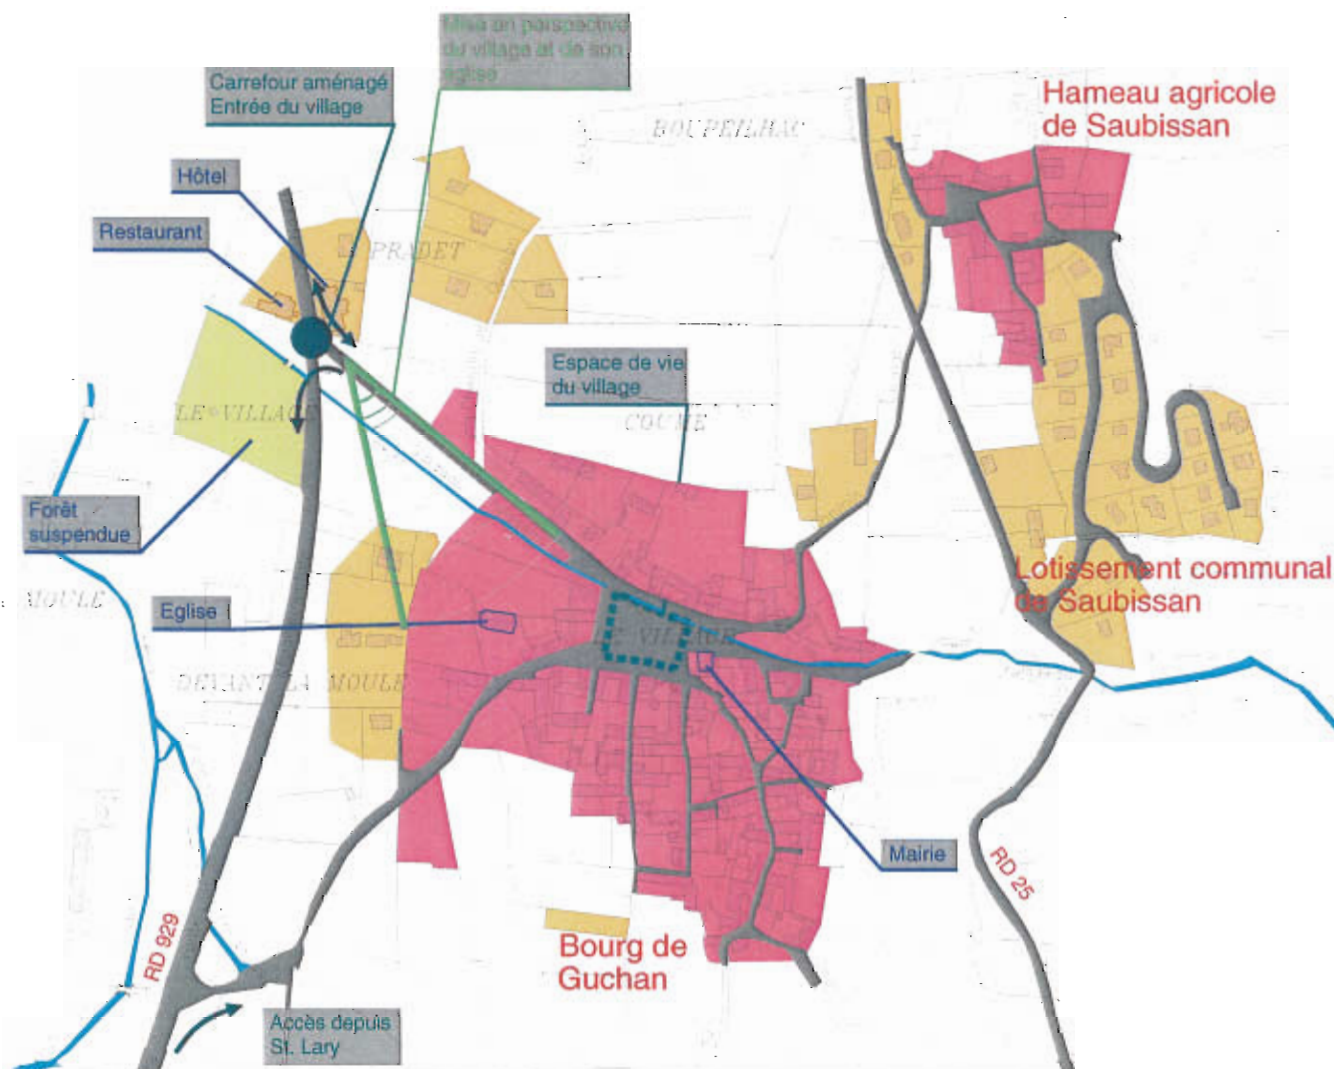 Mise en perspective
du village et de son
église
Carrefour aménagé
Entrée du village
Hameau agricole
de Saubissan
BOUPEILHAC
Hôtel
Restaurant
PRADET
Espace de vie
du village
LE VILLAGE
COUME
Forêt
suspendue
Lotissement communal
de Saubissan
MOULE
Eglise
LE VILLAGE
DEVANT LA MOULE
Mairie
RD 25
RD 929
Bourg de
Guchan
Accès depuis
St. Lary